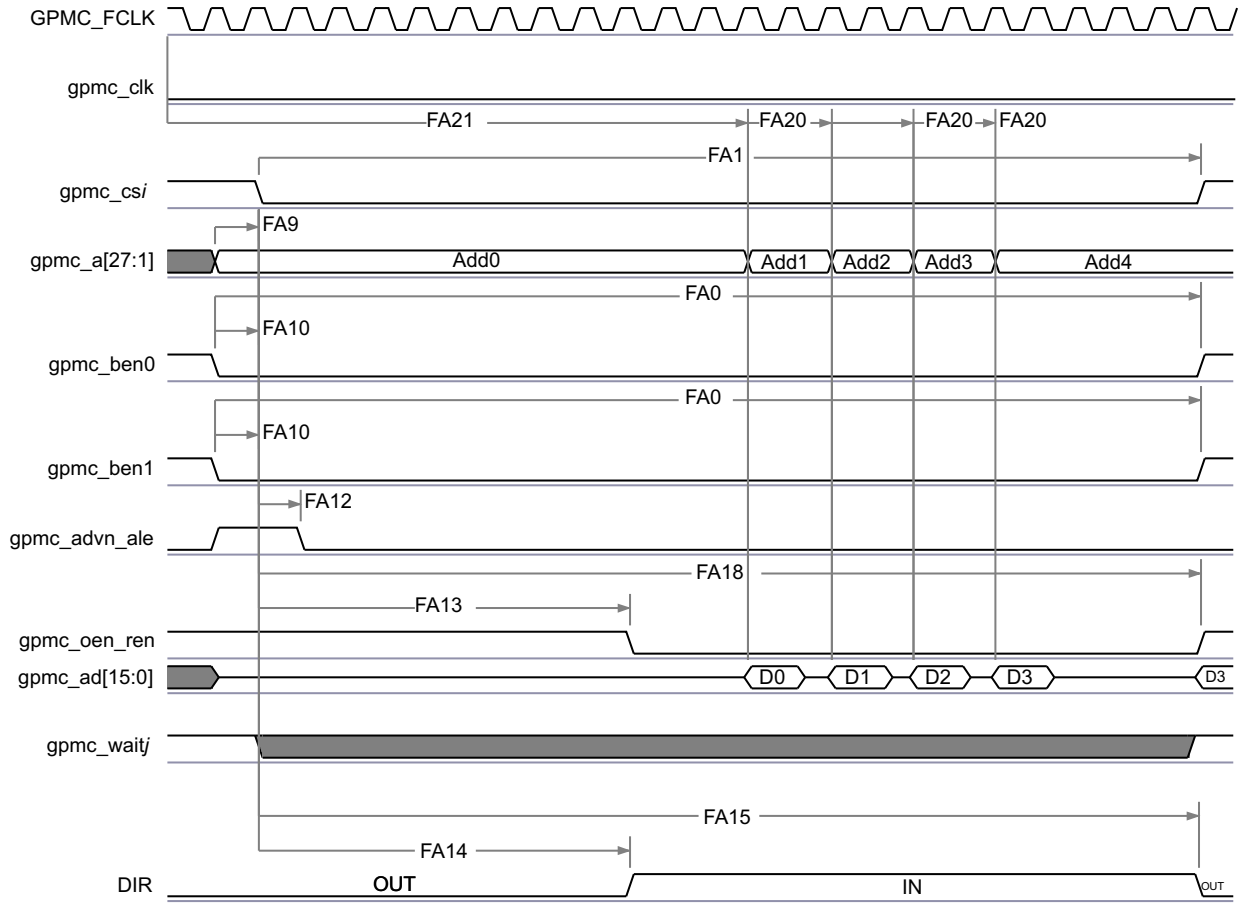 GPMC_FCLK
gpmc_clk
FA21 FA20 FA20 FA20
FA1
gpmc_csi
FA9
gpmc_a[27:1] Add0 Add1 Add2 Add3 Add4
FA0
FA10
gpmc_ben0
FA0
FA10
gpmc_ben1
FA12
gpmc_advn_ale
FA18
FA13
gpmc_oen_ren
gpmc_ad[15:0] D0 D1 D2 D3 D3
gpmc_waitj
FA15
FA14
DIR OUT IN OUT